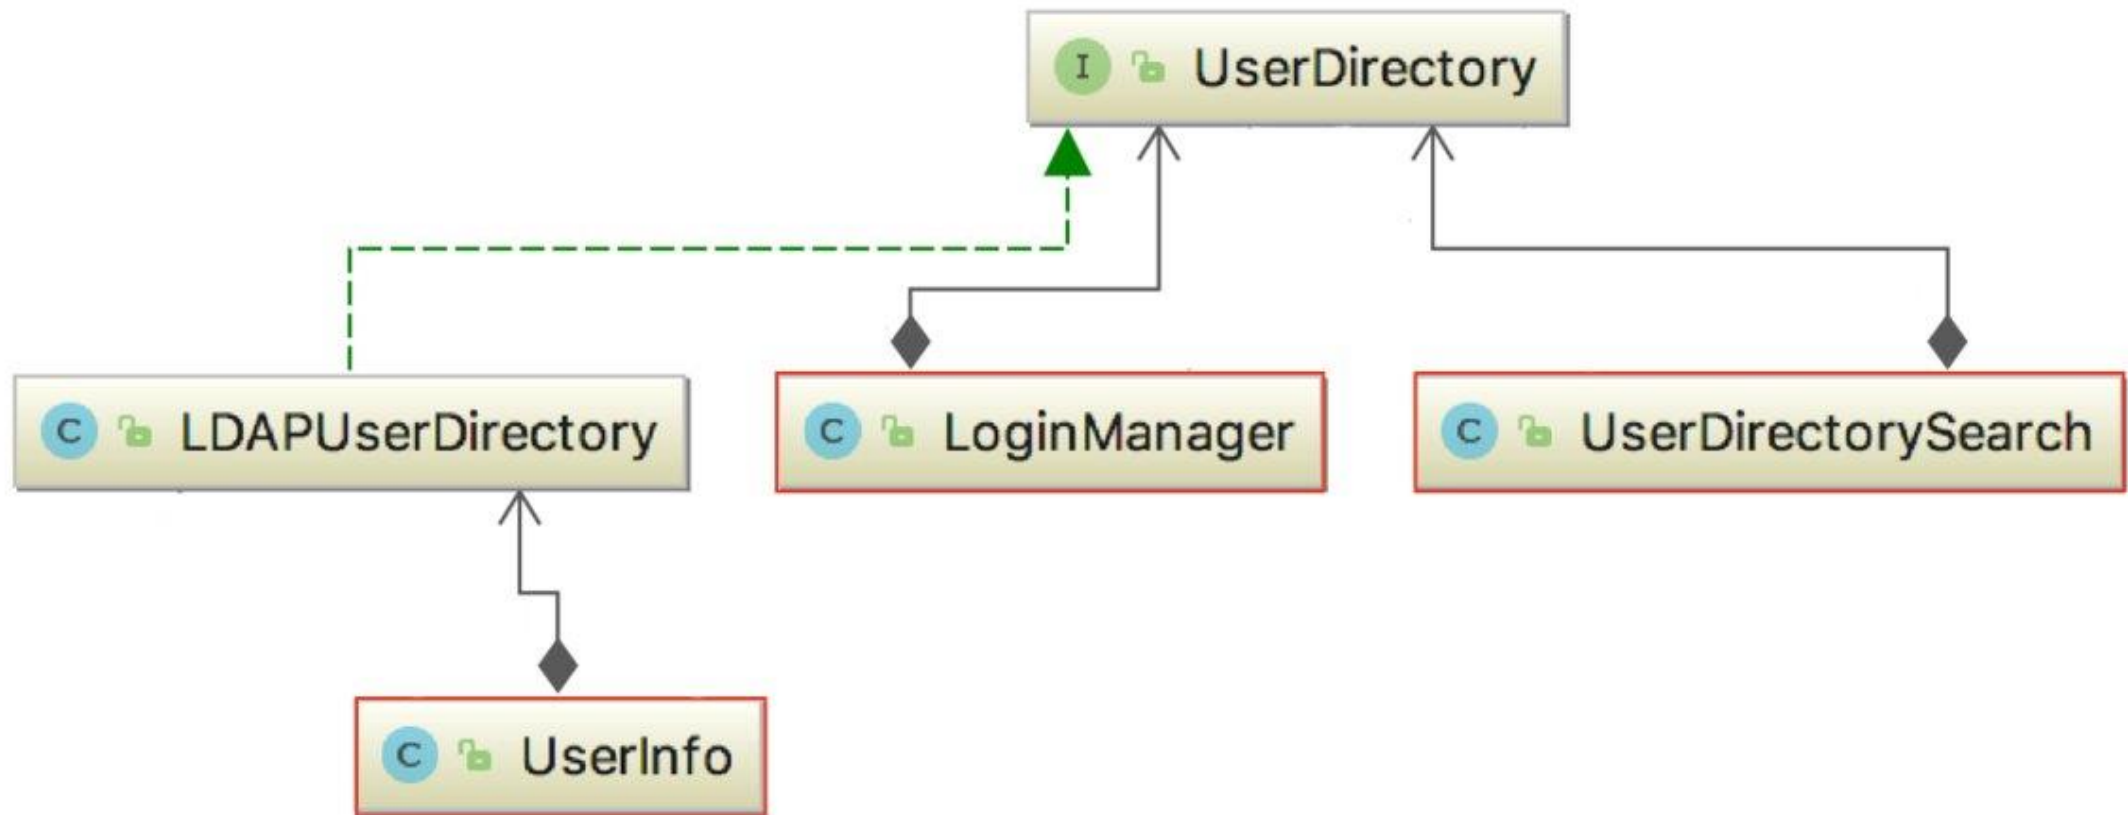 I UserDirectory
C LDAPUserDirectory
C LoginManager
C UserDirectorySearch
C UserInfo